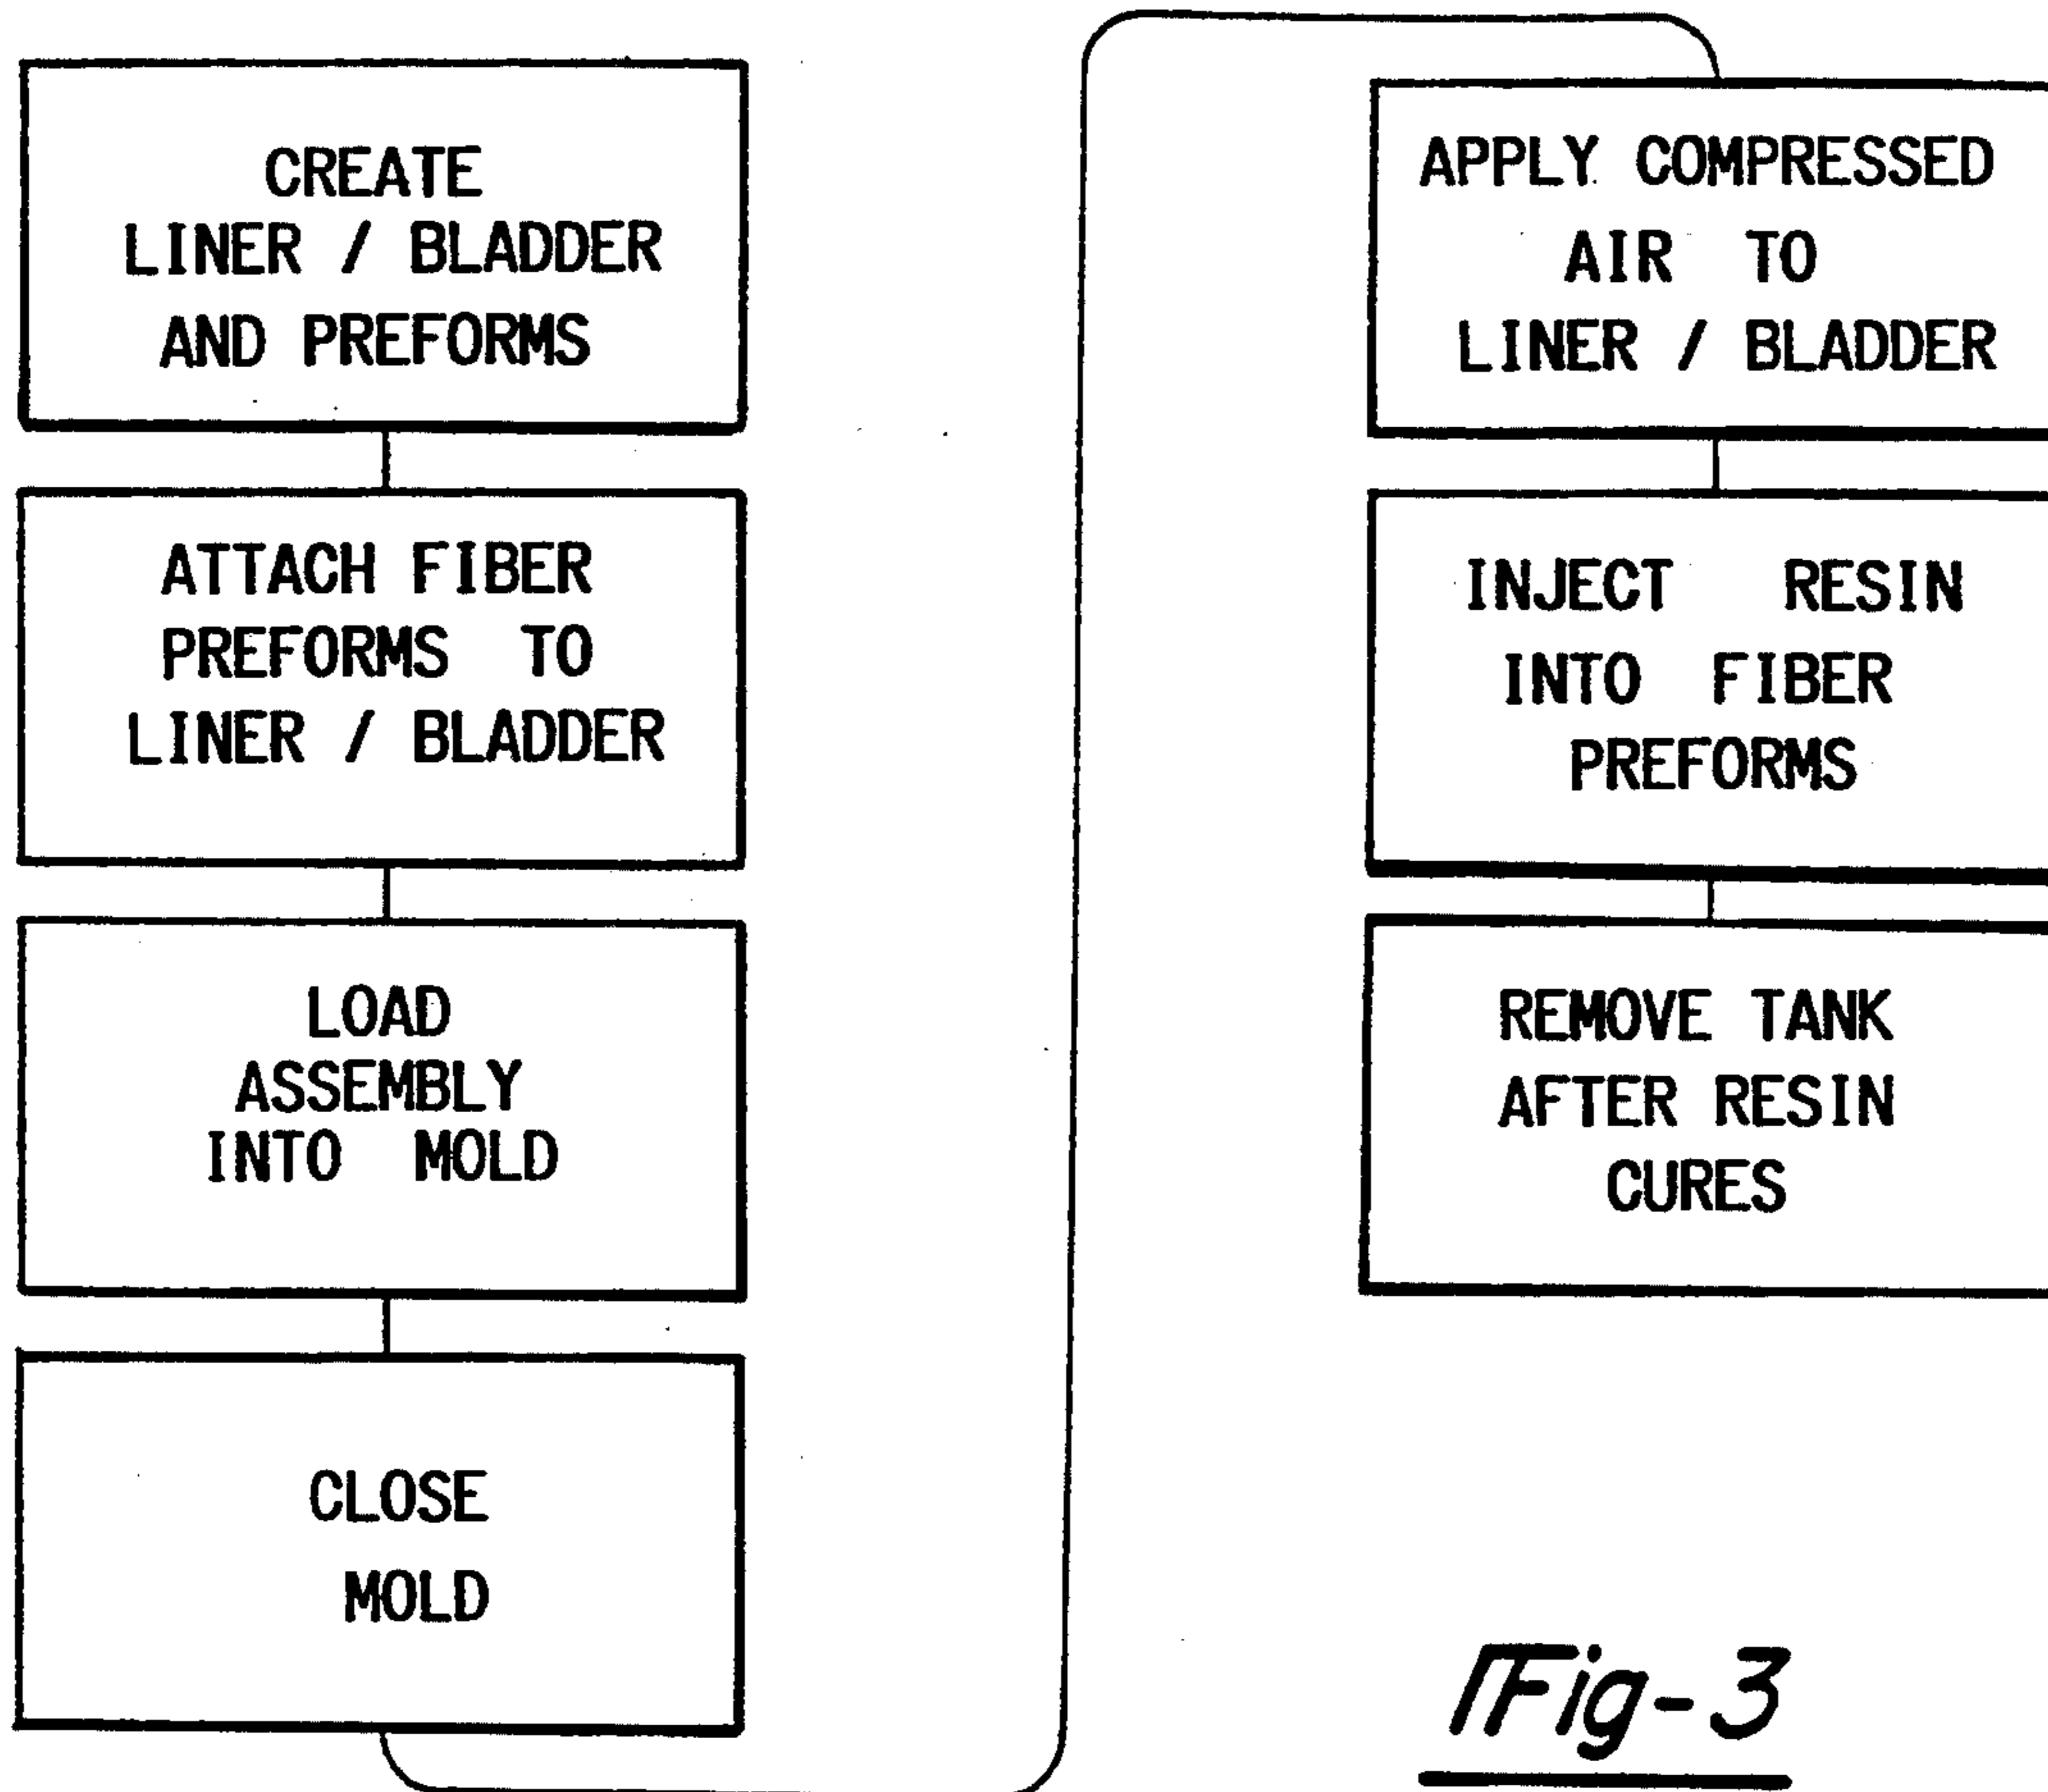 CREATE
LINER / BLADDER
AND PREFORMS
ATTACH FIBER
PREFORMS TO
LINER / BLADDER
LOAD
ASSEMBLY
INTO MOLD
CLOSE
MOLD
APPLY COMPRESSED
AIR TO
LINER / BLADDER
INJECT RESIN
INTO FIBER
PREFORMS
REMOVE TANK
AFTER RESIN
CURES
Fig-3